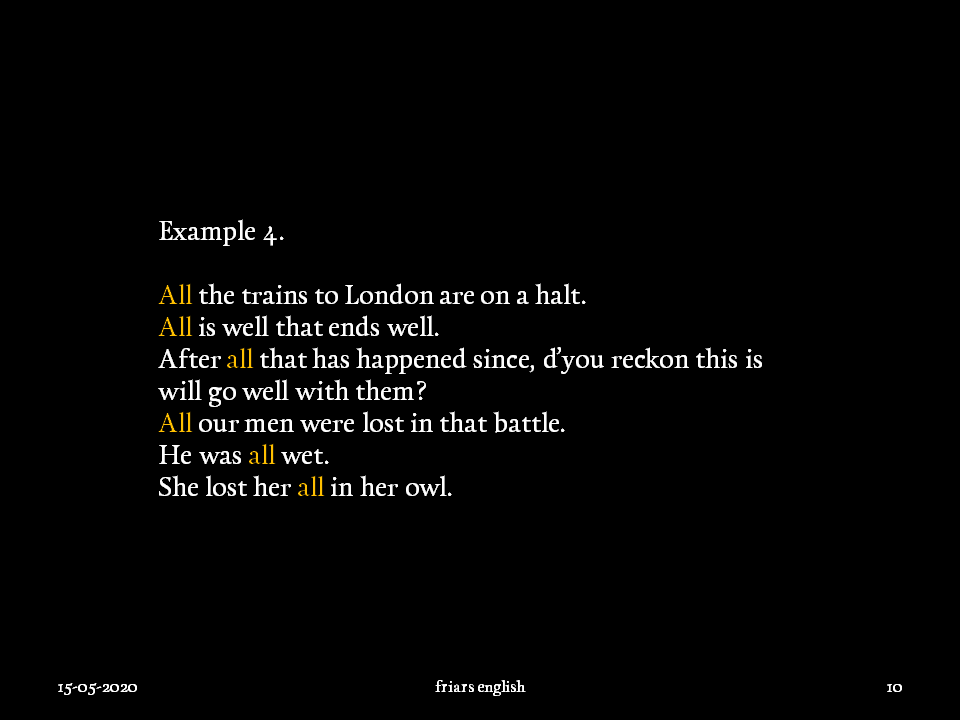 Example 4.
All the trains to London are on a halt.
All is well that ends well.
After all that has happened since, d’you reckon this is
will go well with them?
All our men were lost in that battle.
He was all wet.
She lost her all in her owl.
15-05-2020
friars english
10